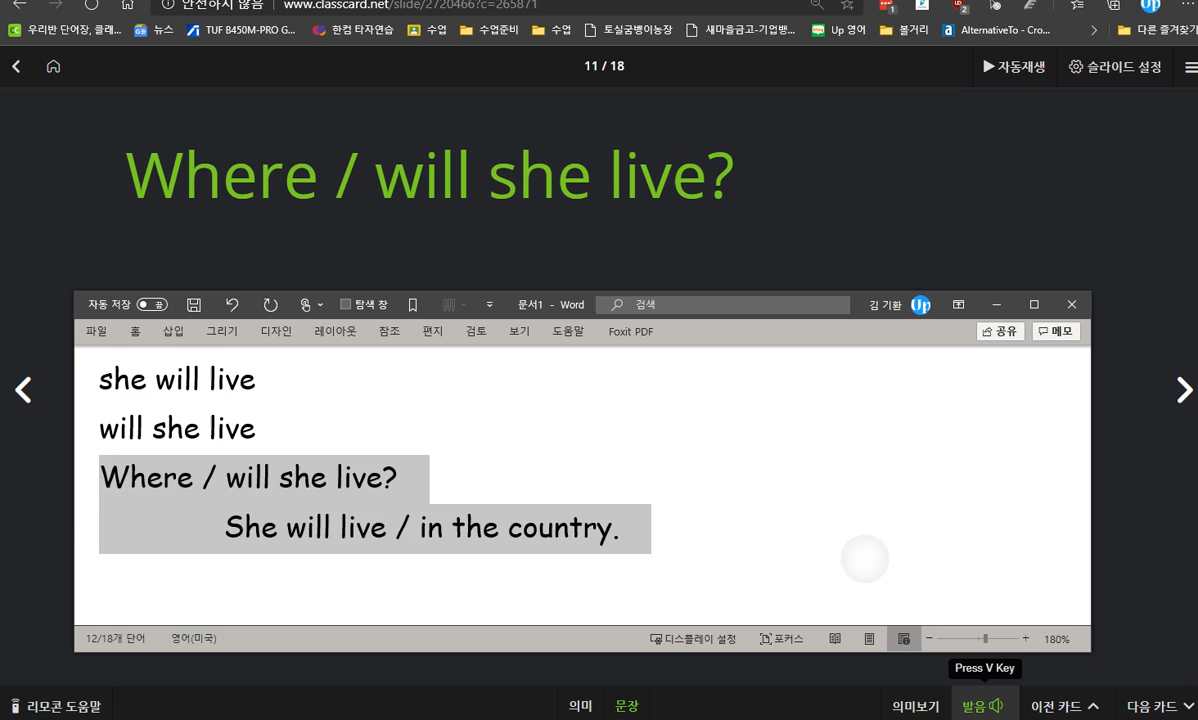 안전하지 않음 www.classcard.net/slide/2720466?c=265871
우리반 단어장, 클래... 뉴스 TUF B450M-PRO G... 한컴 타자연습 수업 수업준비 수업 토실굼벵이농장 새마을금고-기업뱅... Up 영어 볼거리 AlternativeTo - Cro... 다른 즐겨찾기
11 / 18 자동재생 슬라이드 설정
Where / will she live?
자동 저장 끔 탐색 창 문서1 - Word 검색 김 기환 Up
파일 홈 삽입 그리기 디자인 레이아웃 참조 편지 검토 보기 도움말 Foxit PDF 공유 메모
she will live
will she live
Where / will she live?
She will live / in the country.
12/18개 단어 영어(미국) 디스플레이 설정 포커스 180%
Press V Key
리모콘 도움말 의미 문장 의미보기 발음 이전 카드 다음 카드